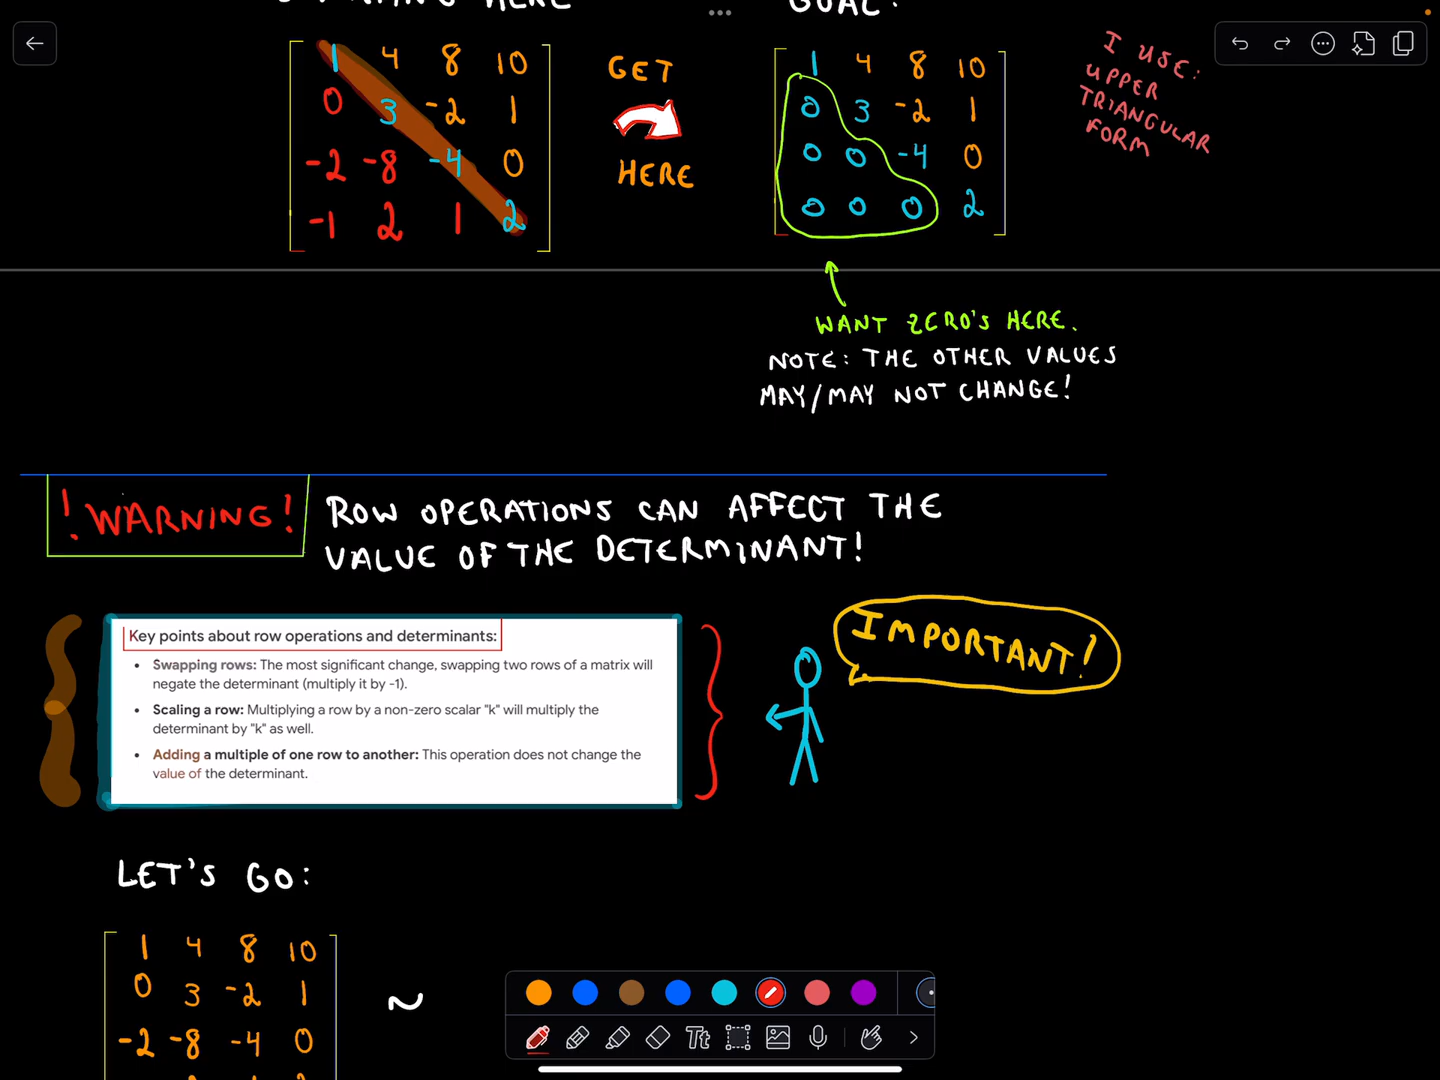 1 4 8 10
0 3 -2 1
-2 -8 -4 0
-1 2 1 2
GET
HERE
1 4 8 10
0 3 -2 1
0 0 -4 0
0 0 0 2
I USE:
UPPER
TRIANGULAR
FORM
WANT ZERO'S HERE.
NOTE: THE OTHER VALUES
MAY/MAY NOT CHANGE!
! WARNING!
ROW OPERATIONS CAN AFFECT THE
VALUE OF THE DETERMINANT!
Key points about row operations and determinants:
• Swapping rows: The most significant change, swapping two rows of a matrix will
negate the determinant (multiply it by -1).
• Scaling a row: Multiplying a row by a non-zero scalar "k" will multiply the
determinant by "k" as well.
• Adding a multiple of one row to another: This operation does not change the
value of the determinant.
IMPORTANT!
LET'S GO:
1 4 8 10
0 3 -2 1
-2 -8 -4 0
~
Tt